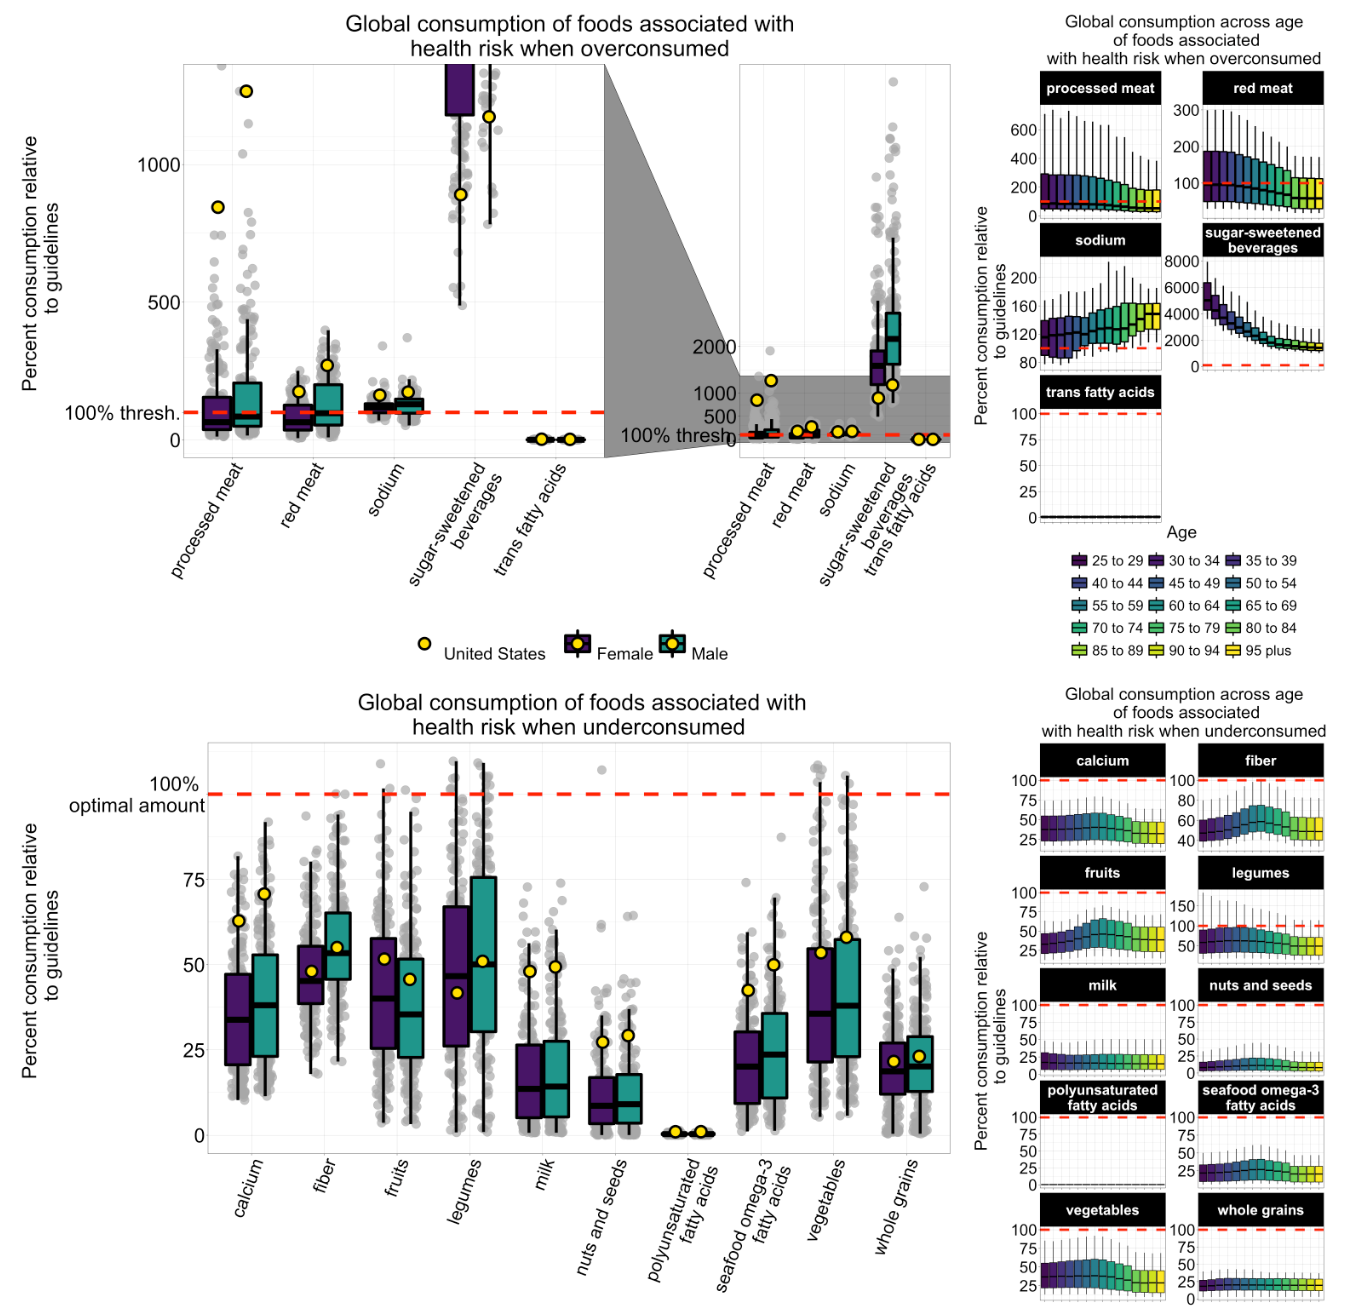 Global consumption of foods associated with
health risk when overconsumed
Percent consumption relative
to guidelines
1000
500
100% thresh.
0
processed meat
red meat
sodium
sugar-sweetened
beverages
trans fatty acids
2000
1000
500
100% thresh.
0
processed meat
red meat
sodium
sugar-sweetened
beverages
trans fatty acids
United States
Female
Male
Global consumption across age
of foods associated
with health risk when overconsumed
Percent consumption relative
to guidelines
processed meat
600
400
200
0
red meat
300
200
100
sodium
200
160
120
80
sugar-sweetened
beverages
8000
6000
4000
2000
0
trans fatty acids
100
75
50
25
0
Age
25 to 29 30 to 34 35 to 39
40 to 44 45 to 49 50 to 54
55 to 59 60 to 64 65 to 69
70 to 74 75 to 79 80 to 84
85 to 89 90 to 94 95 plus
Global consumption of foods associated with
health risk when underconsumed
Percent consumption relative
to guidelines
100%
optimal amount
75
50
25
0
calcium
fiber
fruits
legumes
milk
nuts and seeds
polyunsaturated
fatty acids
seafood omega-3
fatty acids
vegetables
whole grains
Global consumption across age
of foods associated
with health risk when underconsumed
Percent consumption relative
to guidelines
calcium
100
75
50
25
fiber
100
80
60
40
fruits
100
75
50
25
legumes
150
100
50
milk
100
75
50
25
0
nuts and seeds
100
75
50
25
0
polyunsaturated
fatty acids
100
75
50
25
0
seafood omega-3
fatty acids
100
75
50
25
vegetables
100
75
50
25
whole grains
100
75
50
25
0